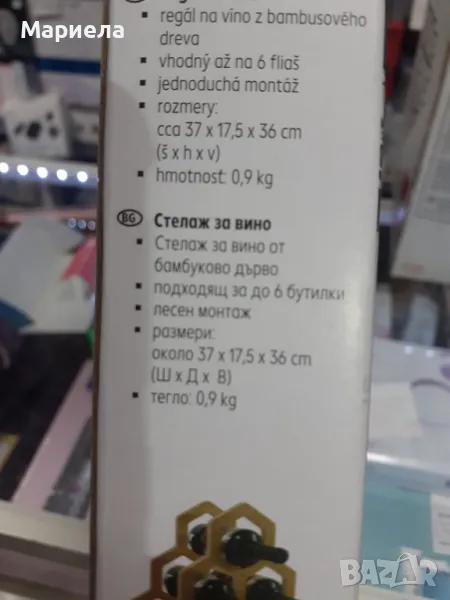 Мариела
▪ regál na víno z bambusového
dreva
▪ vhodný až na 6 fliaš
▪ jednoduchá montáž
▪ rozmery:
cca 37 x 17,5 x 36 cm
(š x h x v)
▪ hmotnosť: 0,9 kg
BG Стелаж за вино
▪ Стелаж за вино от
бамбуково дърво
▪ подходящ за до 6 бутилки
▪ лесен монтаж
▪ размери:
около 37 x 17,5 x 36 cm
(Ш x Д x В)
▪ тегло: 0,9 kg
BAZAR